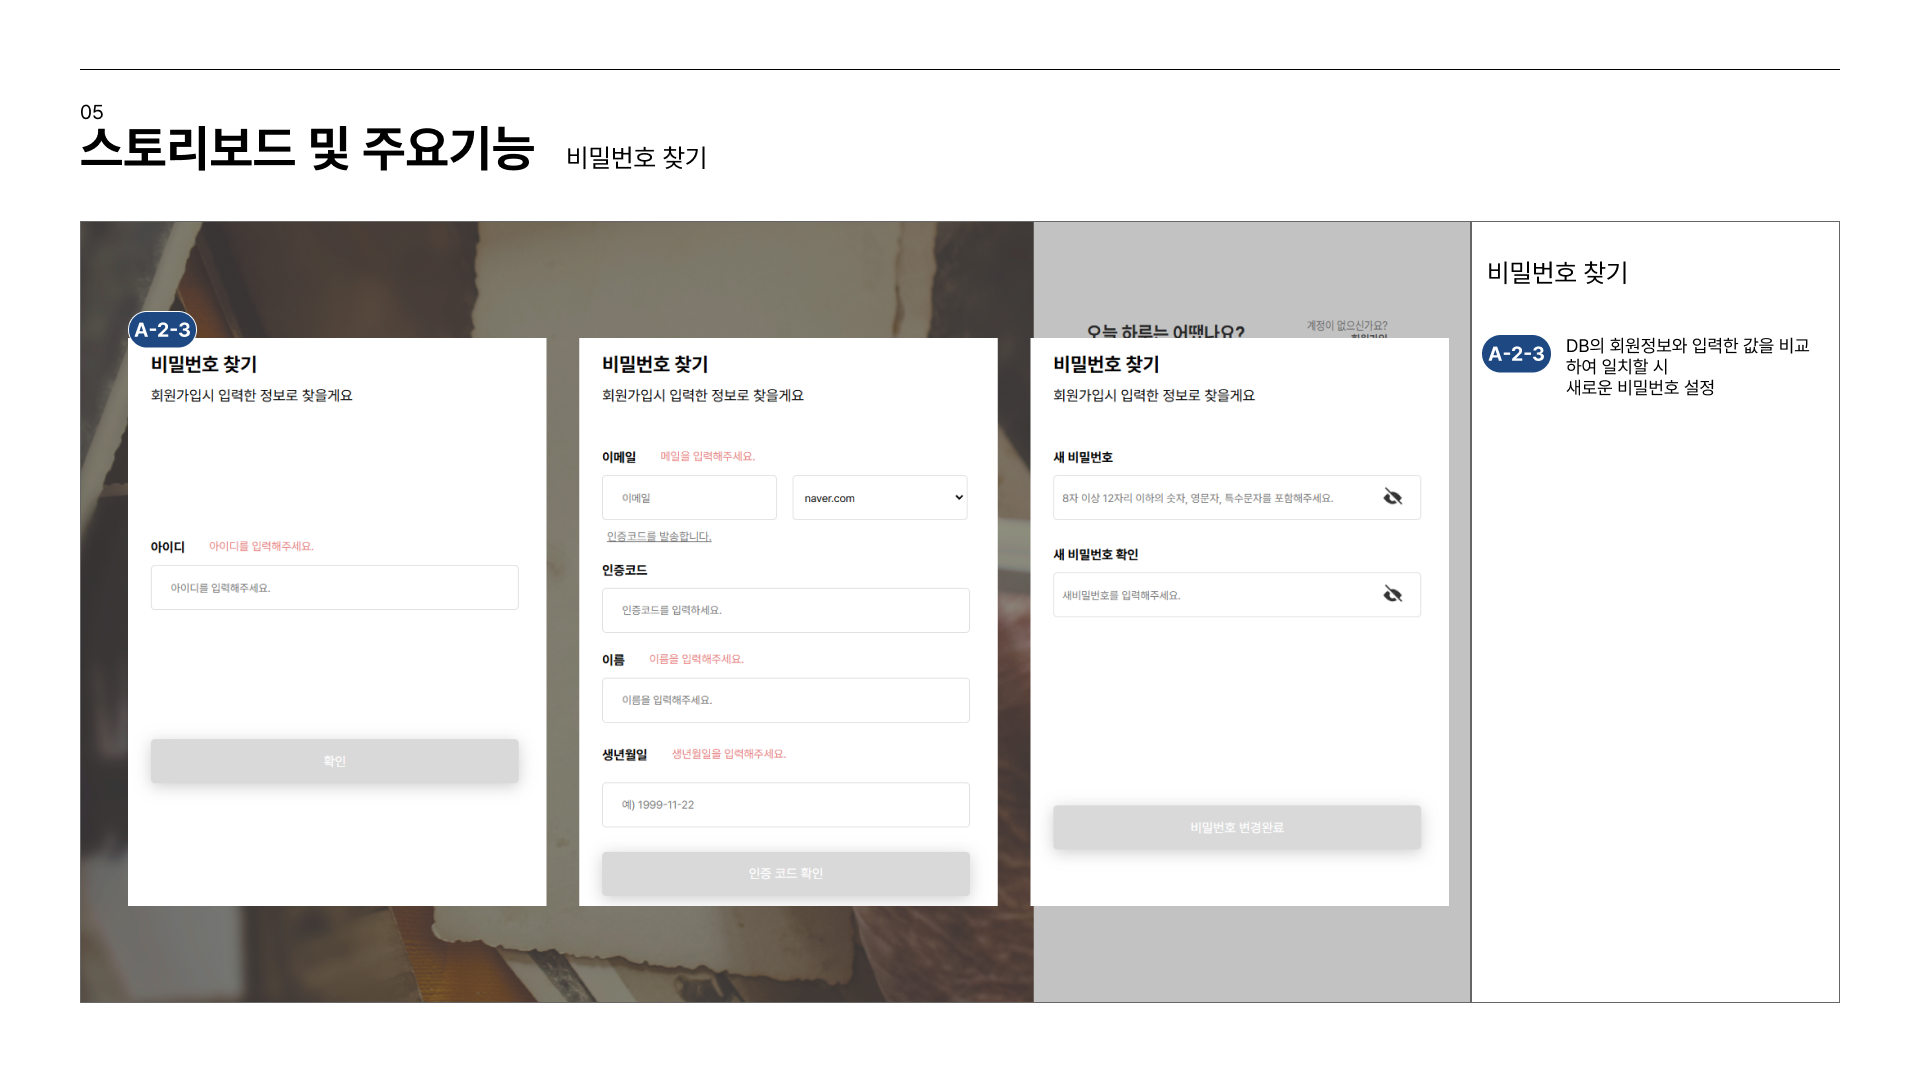 05
스토리보드 및 주요기능 비밀번호 찾기
오늘 하루는 어땠나요?
계정이 없으신가요?
A-2-3
비밀번호 찾기
회원가입시 입력한 정보로 찾을게요
아이디 아이디를 입력해주세요.
아이디를 입력해주세요.
확인
비밀번호 찾기
회원가입시 입력한 정보로 찾을게요
이메일 메일을 입력해주세요.
이메일 naver.com
인증코드를 발송합니다.
인증코드
인증코드를 입력하세요.
이름 이름을 입력해주세요.
이름을 입력해주세요.
생년월일 생년월일을 입력해주세요.
예) 1999-11-22
인증 코드 확인
비밀번호 찾기
회원가입시 입력한 정보로 찾을게요
새 비밀번호
8자 이상 12자리 이하의 숫자, 영문자, 특수문자를 포함해주세요.
새 비밀번호 확인
새비밀번호를 입력해주세요.
비밀번호 변경완료
비밀번호 찾기
A-2-3
DB의 회원정보와 입력한 값을 비교
하여 일치할 시
새로운 비밀번호 설정